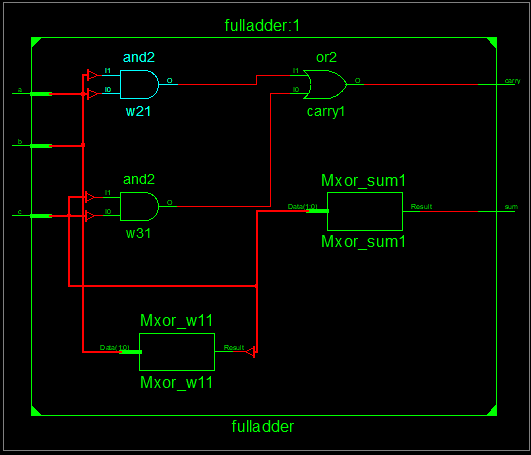 fulladder:1
and2
or2
I1
O
I1
O
a
I0
I0
carry
w21
carry1
b
and2
Mxor_sum1
I1
O
Data(1:0)
Result
c
I0
sum
w31
Mxor_sum1
Mxor_w11
Data(1:0)
Result
Mxor_w11
fulladder